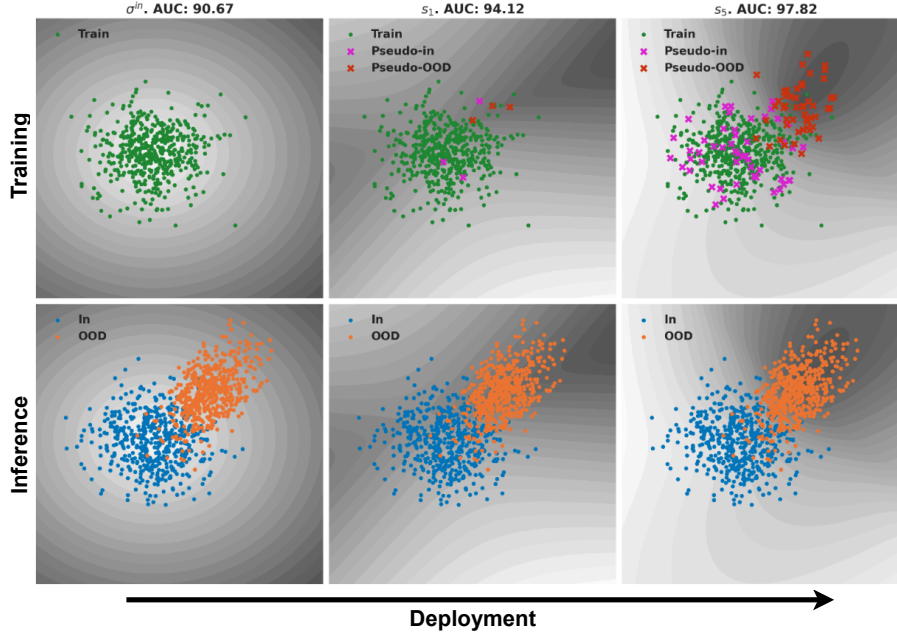 σ^{in}. AUC: 90.67
s_1. AUC: 94.12
s_5. AUC: 97.82
Training
Train
Train
Pseudo-in
Pseudo-OOD
Train
Pseudo-in
Pseudo-OOD
Inference
In
OOD
In
OOD
In
OOD
Deployment